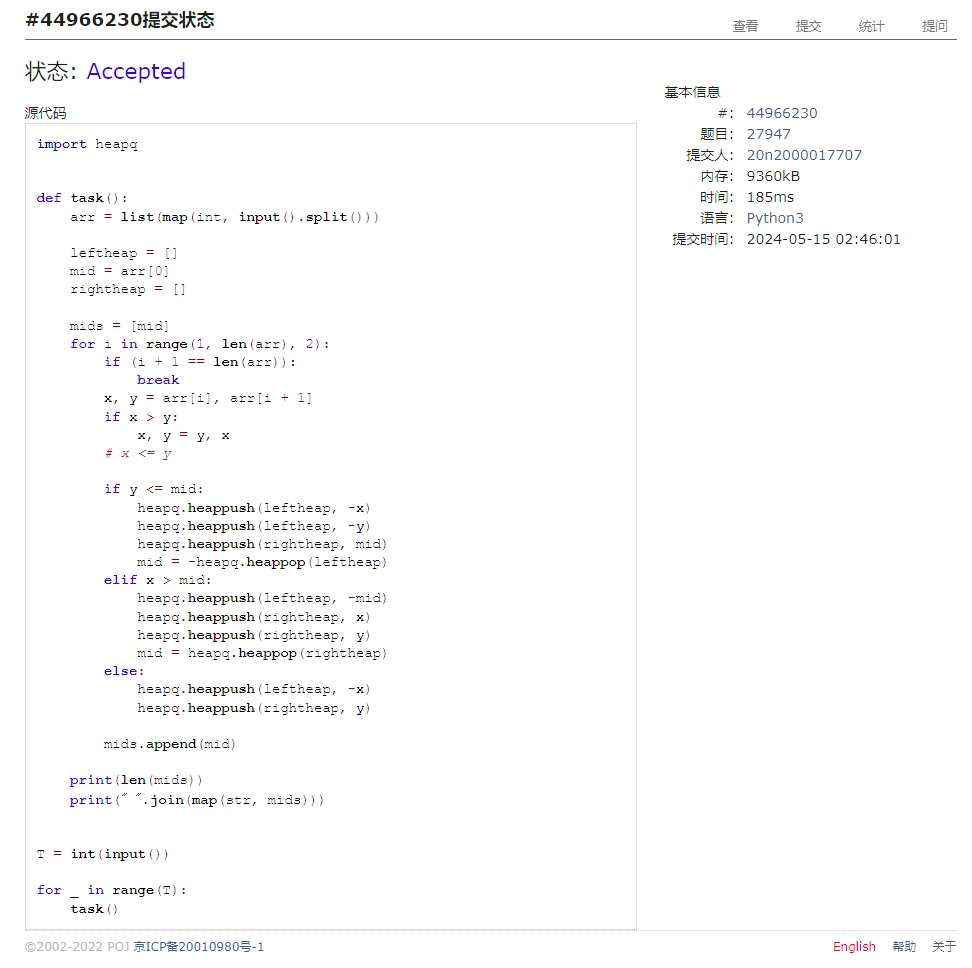 #44966230提交状态
查看 提交 统计 提问
状态: Accepted
源代码
import heapq
def task():
    arr = list(map(int, input().split()))
    leftheap = []
    mid = arr[0]
    rightheap = []
    mids = [mid]
    for i in range(1, len(arr), 2):
        if (i + 1 == len(arr)):
            break
        x, y = arr[i], arr[i + 1]
        if x > y:
            x, y = y, x
        # x <= y
        if y <= mid:
            heapq.heappush(leftheap, -x)
            heapq.heappush(leftheap, -y)
            heapq.heappush(rightheap, mid)
            mid = -heapq.heappop(leftheap)
        elif x > mid:
            heapq.heappush(leftheap, -mid)
            heapq.heappush(rightheap, x)
            heapq.heappush(rightheap, y)
            mid = heapq.heappop(rightheap)
        else:
            heapq.heappush(leftheap, -x)
            heapq.heappush(rightheap, y)
        mids.append(mid)
    print(len(mids))
    print(" ".join(map(str, mids)))
T = int(input())
for _ in range(T):
    task()
基本信息
#: 44966230
题目: 27947
提交人: 20n2000017707
内存: 9360kB
时间: 185ms
语言: Python3
提交时间: 2024-05-15 02:46:01
©2002-2022 POJ 京ICP备20010980号-1
English 帮助 关于